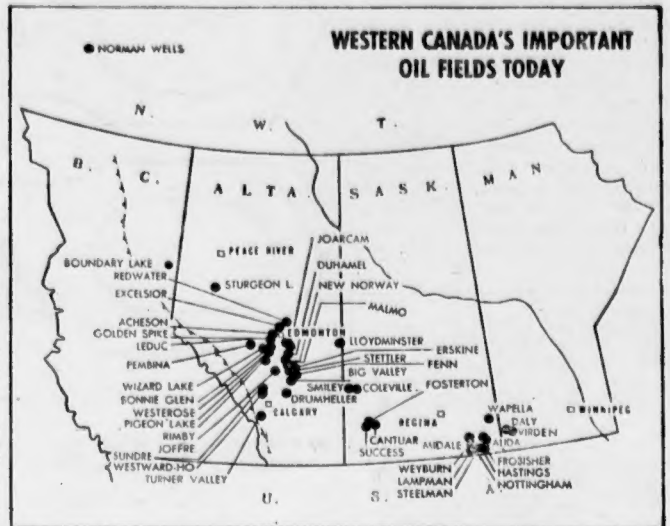 WESTERN CANADA'S IMPORTANT
OIL FIELDS TODAY
NORMAN WELLS
N. W. T.
B. C.
ALTA
SASK
MAN
PEACE RIVER
BOUNDARY LAKE
REDWATER
EXCELSIOR
STURGEON L.
JOARCAM
DUHAMEL
NEW NORWAY
MALMO
ACHESON
GOLDEN SPIKE
LEDUC
PEMBINA
EDMONTON
LLOYDMINSTER
ERSKINE
STETTLER
BIG VALLEY
FENN
WIZARD LAKE
BONNIE GLEN
WESTEROSE
PIGEON LAKE
RIMBY
JOFFRE
SUNDRE
WESTWARD-HO
TURNER VALLEY
SMILEY
COLEVILLE
FOSTERTON
DRUMHELLER
CALGARY
REGINA
WAPELLA
DALY
VIRDEN
WINNIPEG
CANTUAR
SUCCESS
MIDALE
ALIDA
WEYBURN
LAMPMAN
STEELMAN
FROBISHER
HASTINGS
NOTTINGHAM
U. S. A.